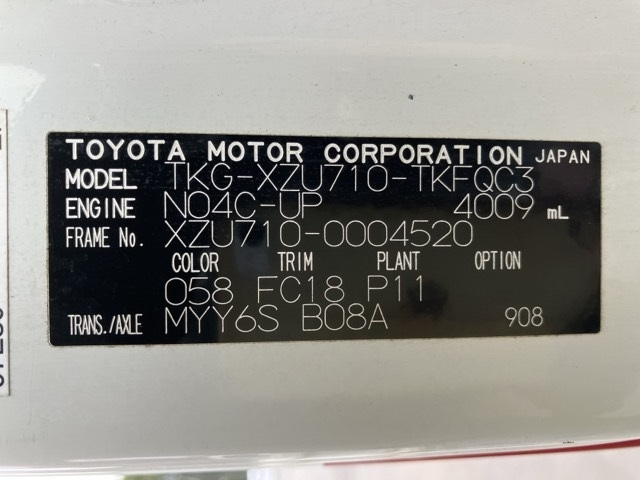 TOYOTA MOTOR CORPORATION JAPAN
MODEL TKG-XZU710-TKFQC3
ENGINE N04C-UP 4009 mL
FRAME No. XZU710-0004520
COLOR TRIM PLANT OPTION
058 FC18 P11
TRANS./AXLE MYY6S B08A 908